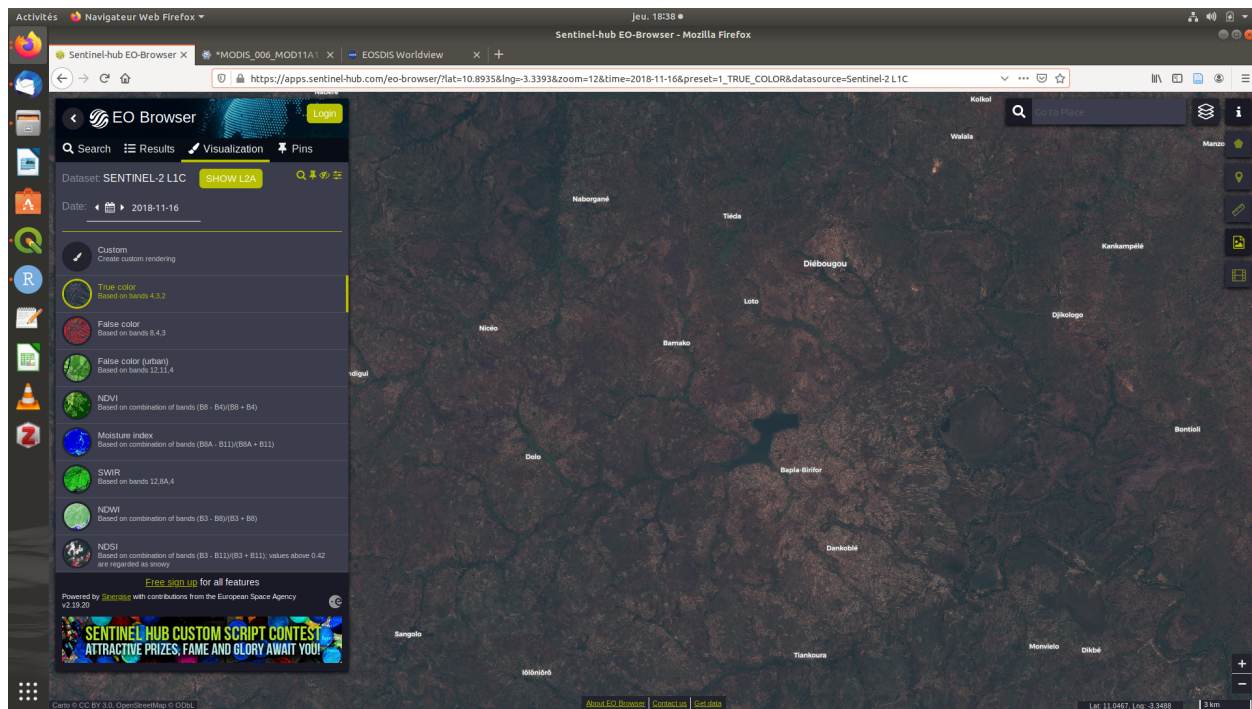 Activités
Navigateur Web Firefox
jeu. 18:38
Sentinel-hub EO-Browser - Mozilla Firefox
Sentinel-hub EO-Browser
*MODIS_006_MOD11A1
EOSDIS Worldview
https://apps.sentinel-hub.com/eo-browser/?lat=10.8935&lng=-3.3393&zoom=12&time=2018-11-16&preset=1_TRUE_COLOR&datasource=Sentinel-2 L1C
EO Browser
Login
Search
Results
Visualization
Pins
Dataset: SENTINEL-2 L1C
SHOW L2A
Date:
2018-11-16
Custom
Create custom rendering
True color
Based on bands 4,3,2
False color
Based on bands 8,4,3
False color (urban)
Based on bands 12,11,4
NDVI
Based on combination of bands (B8 - B4)/(B8 + B4)
Moisture index
Based on combination of bands (B8A - B11)/(B8A + B11)
SWIR
Based on bands 12,8A,4
NDWI
Based on combination of bands (B3 - B8)/(B3 + B8)
NDSI
Based on combination of bands (B3 - B11)/(B3 + B11); values above 0.42
are regarded as snowy
Free sign up for all features
Powered by Sinergise with contributions from the European Space Agency
v2.19.20
SENTINEL HUB CUSTOM SCRIPT CONTEST
ATTRACTIVE PRIZES, FAME AND GLORY AWAIT YOU!
Carto © CC BY 3.0, OpenStreetMap © ODbL
Go to Place
Kolkol
Walala
Manzo
Naborgané
Tiéda
Kankampélé
Diébougou
Loto
Djikologo
Nicéo
Bamako
Bontioli
Dolo
Bapla-Birifor
Dankoblé
Sangolo
Monvielo
Dikbé
Tiankoura
Iôlôniôrô
About EO Browser
Contact us
Get data
Lat: 11.0467, Lng: -3.3488
3 km